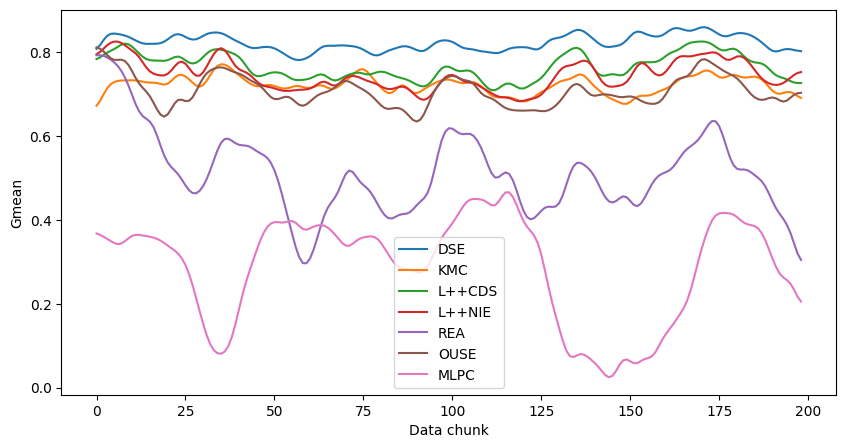 Gmean
0.8
0.6
0.4
0.2
0.0
DSE
KMC
L++CDS
L++NIE
REA
OUSE
MLPC
0 25 50 75 100 125 150 175 200
Data chunk